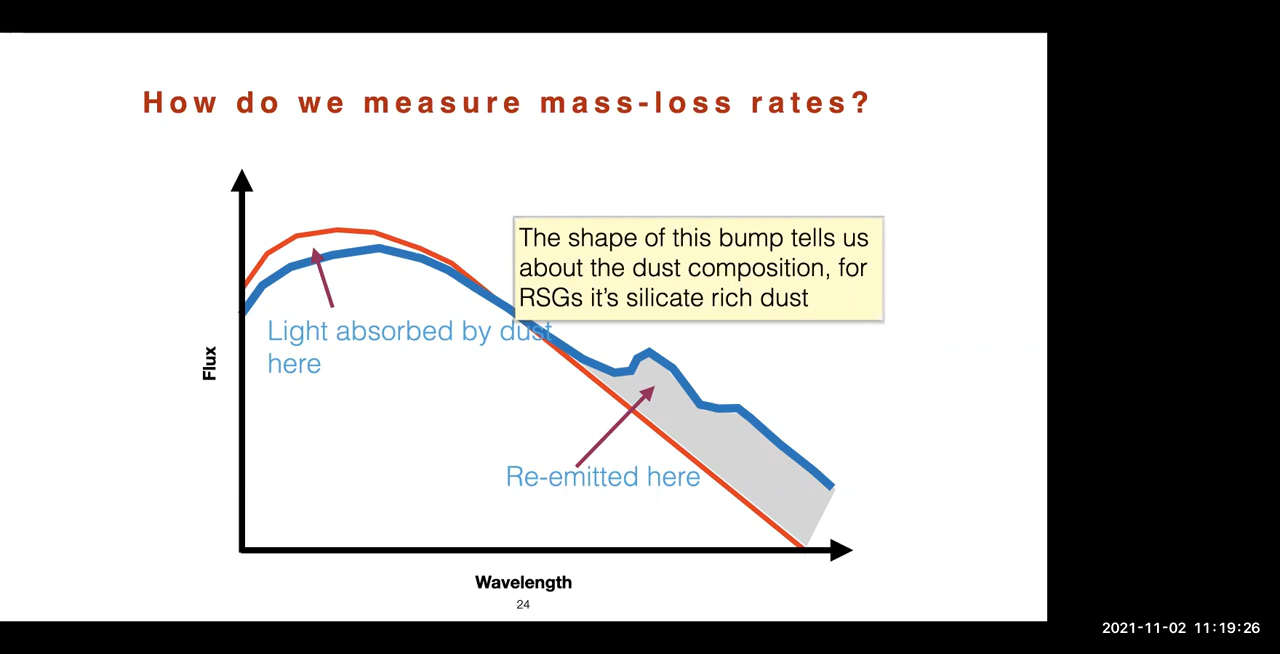 How do we measure mass-loss rates?
The shape of this bump tells us
about the dust composition, for
RSGs it’s silicate rich dust
Light absorbed by dust
here
Flux
Re-emitted here
Wavelength
24
2021-11-02 11:19:26